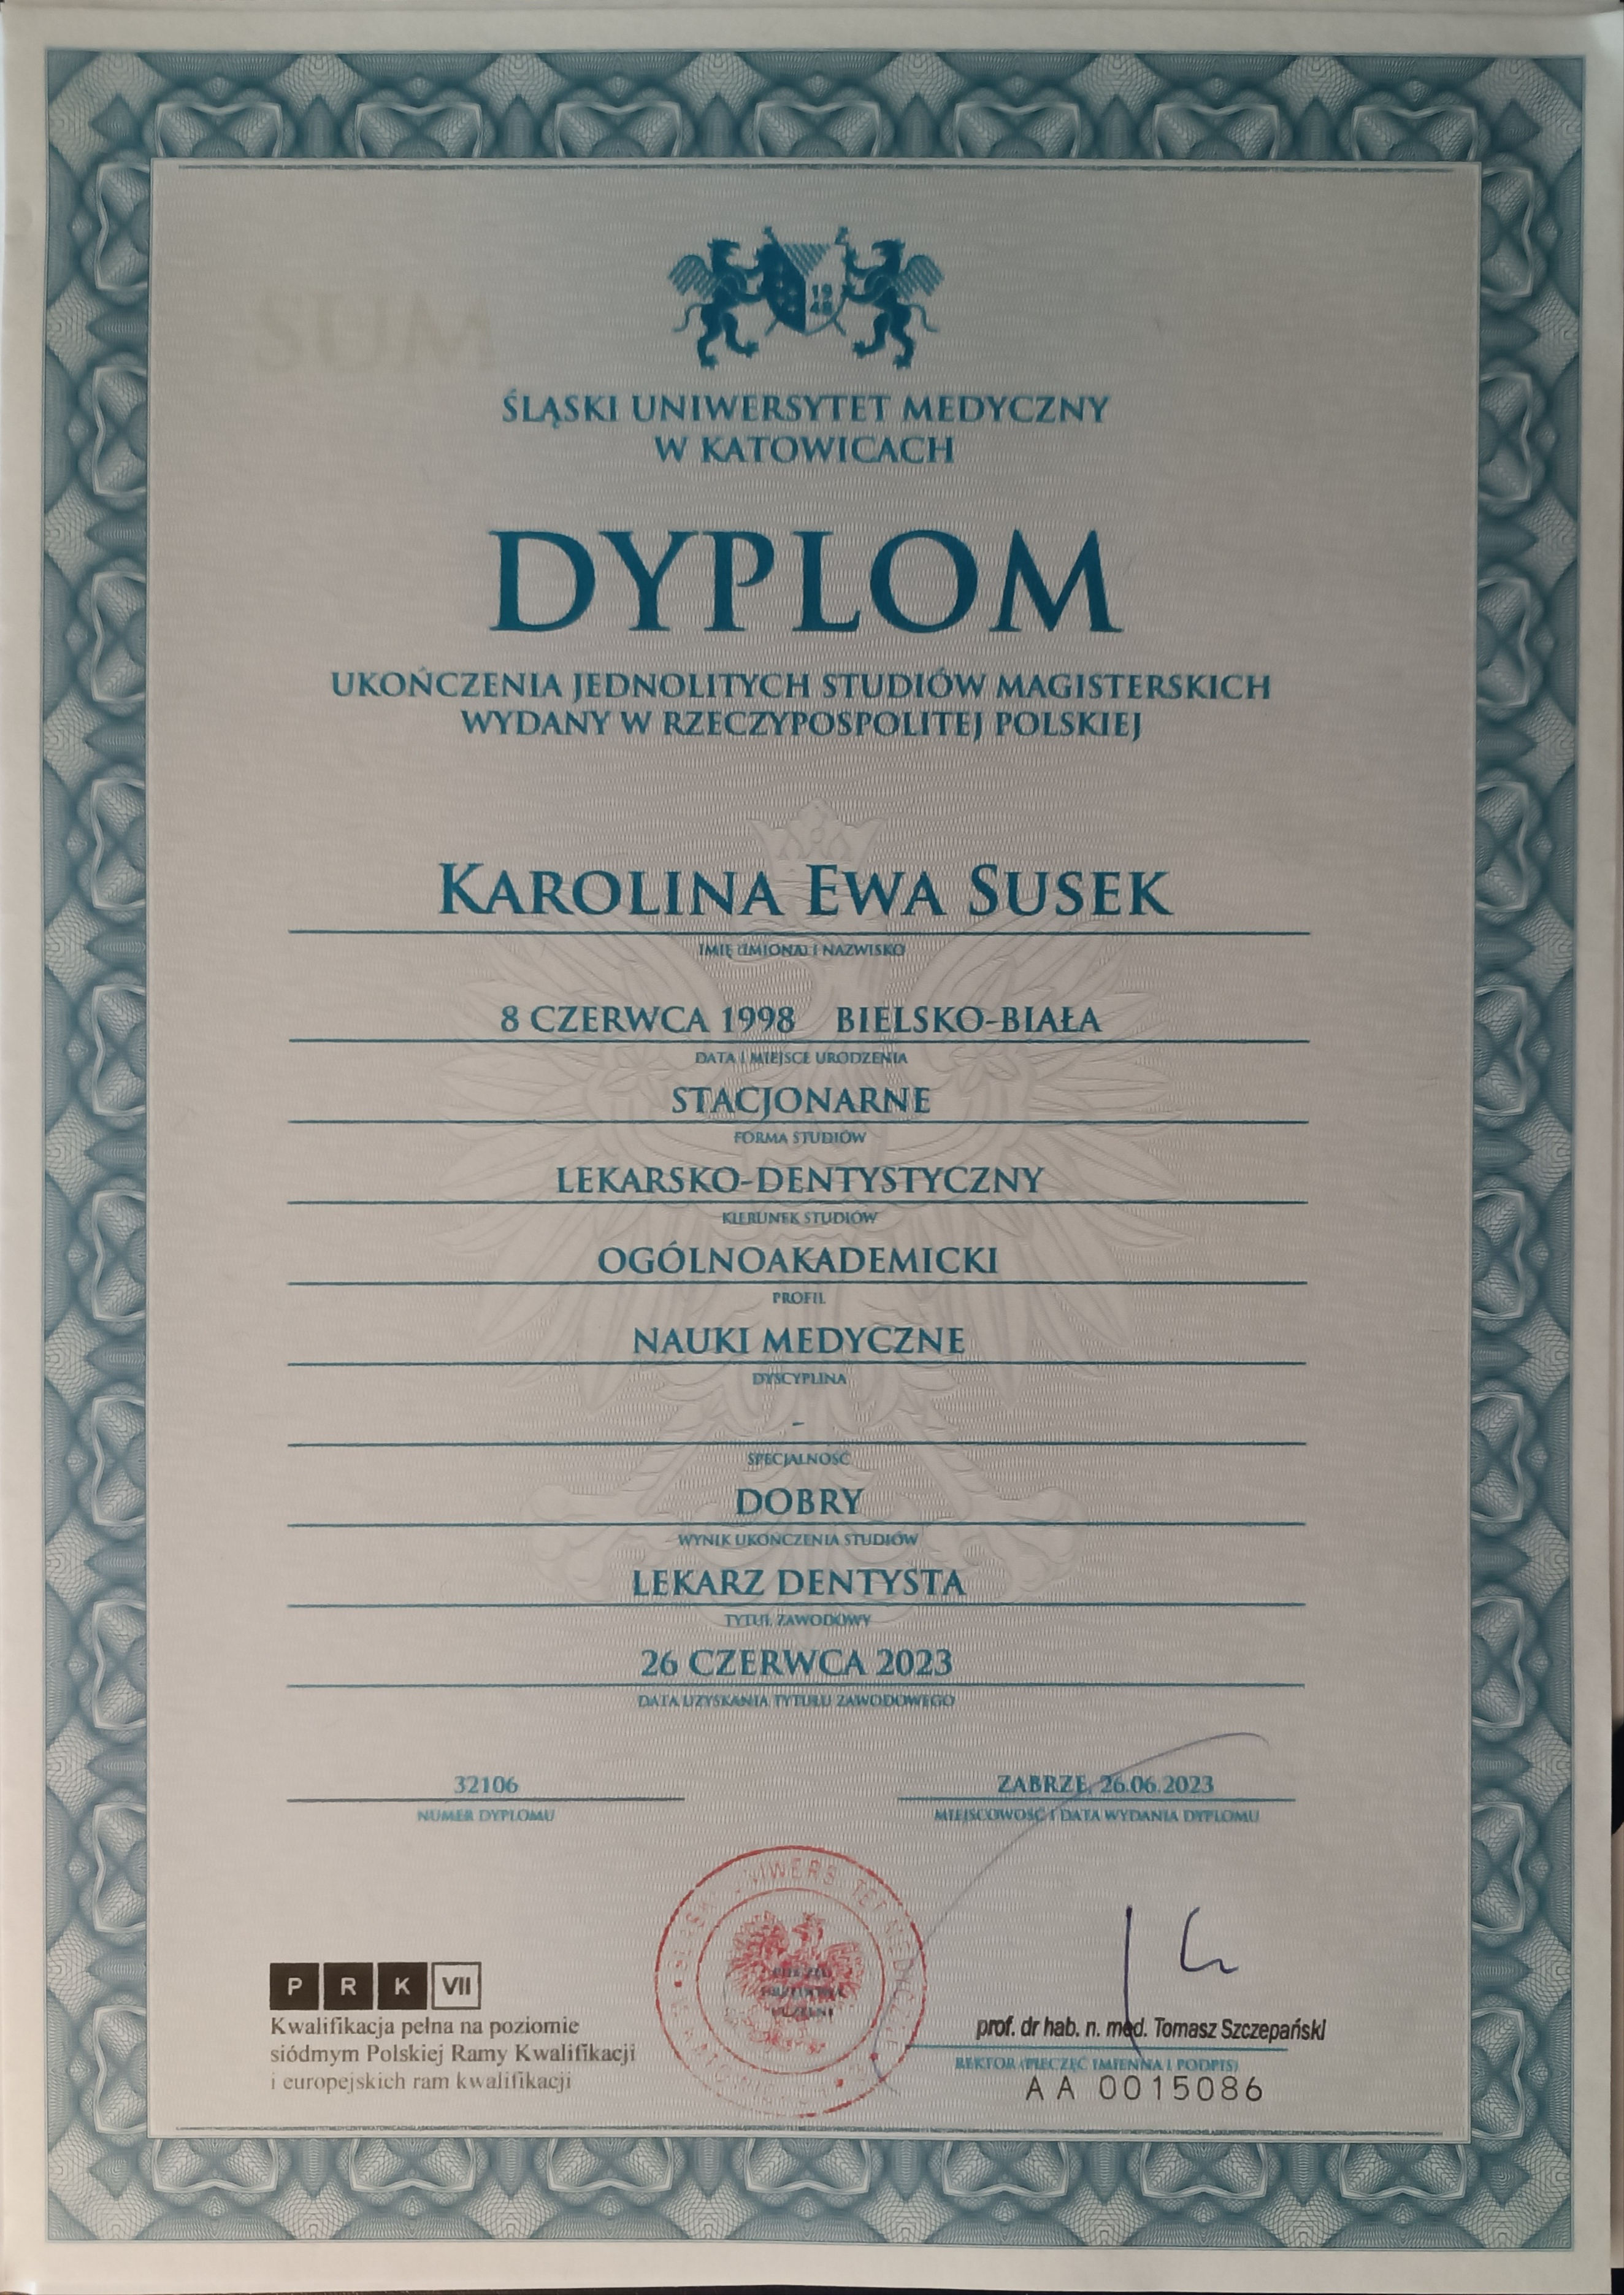 SUM
19
48
ŚLĄSKI UNIWERSYTET MEDYCZNY
W KATOWICACH
DYPLOM
UKOŃCZENIA JEDNOLITYCH STUDIÓW MAGISTERSKICH
WYDANY W RZECZYPOSPOLITEJ POLSKIEJ
KAROLINA EWA SUSEK
IMIĘ (IMIONA) I NAZWISKO
8 CZERWCA 1998 BIELSKO-BIAŁA
DATA I MIEJSCE URODZENIA
STACJONARNE
FORMA STUDIÓW
LEKARSKO-DENTYSTYCZNY
KIERUNEK STUDIÓW
OGÓLNOAKADEMICKI
PROFIL
NAUKI MEDYCZNE
DYSCYPLINA
-
SPECJALNOŚĆ
DOBRY
WYNIK UKOŃCZENIA STUDIÓW
LEKARZ DENTYSTA
TYTUŁ ZAWODOWY
26 CZERWCA 2023
DATA UZYSKANIA TYTUŁU ZAWODOWEGO
32106
NUMER DYPLOMU
ZABRZE, 26.06.2023
MIEJSCOWOŚĆ I DATA WYDANIA DYPLOMU
P R K VII
Kwalifikacja pełna na poziomie
siódmym Polskiej Ramy Kwalifikacji
i europejskich ram kwalifikacji
prof. dr hab. n. med. Tomasz Szczepański
REKTOR (PIECZĘĆ IMIENNA I PODPIS)
AA 0015086